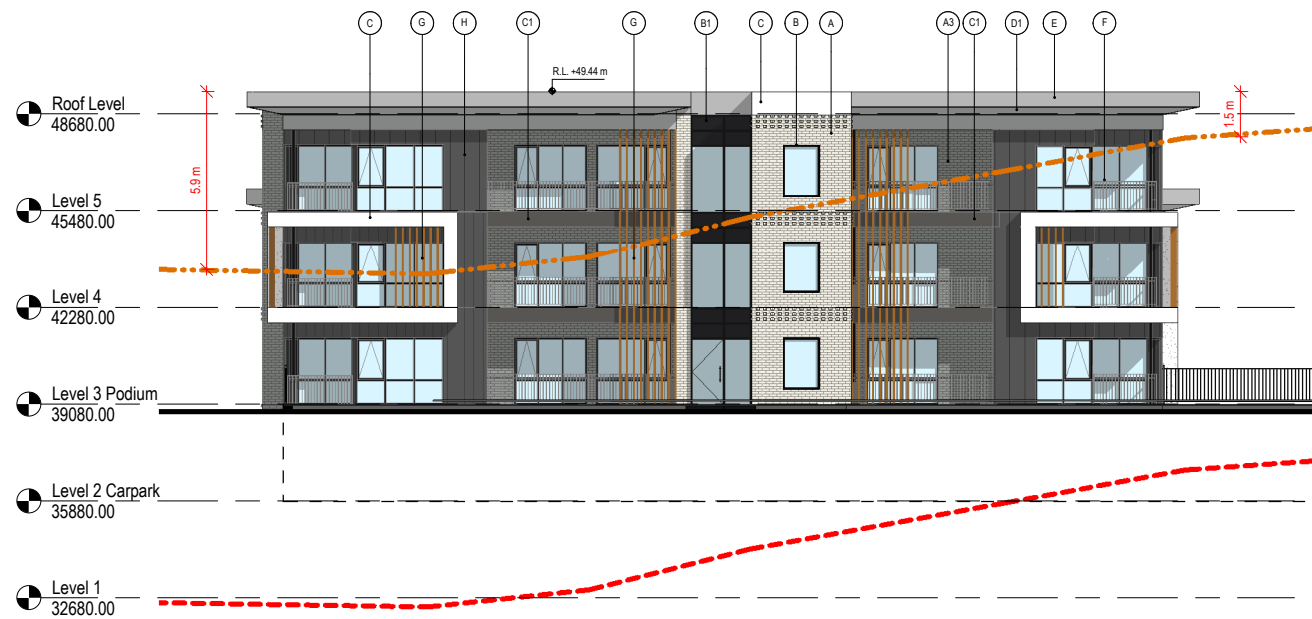 C G H C1 G B1 C B A A3 C1 D1 E F
R.L. +49.44 m
Roof Level
48680.00
1.5 m
5.9 m
Level 5
45480.00
Level 4
42280.00
Level 3 Podium
39080.00
Level 2 Carpark
35880.00
Level 1
32680.00